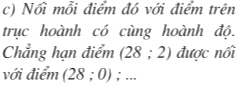 c) Nối mỗi điểm đó với điểm trên
trục hoành có cùng hoành độ.
Chẳng hạn điểm (28 ; 2) được nối
với điểm (28 ; 0) ; ...